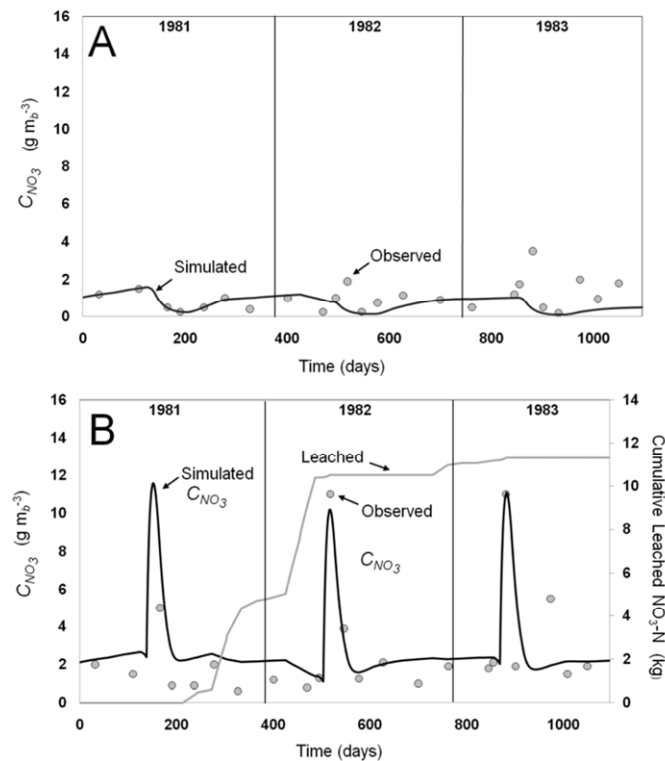 A
1981 1982 1983
16
14
12
10
8
6
4
2
0
C_NO3 (g m_b^-3)
Simulated
Observed
0 200 400 600 800 1000
Time (days)
B
1981 1982 1983
16
14
12
10
8
6
4
2
0
C_NO3 (g m_b^-3)
Simulated
C_NO3
Leached
Observed
C_NO3
14
12
10
8
6
4
2
0
Cumulative Leached NO3-N (kg)
0 200 400 600 800 1000
Time (days)